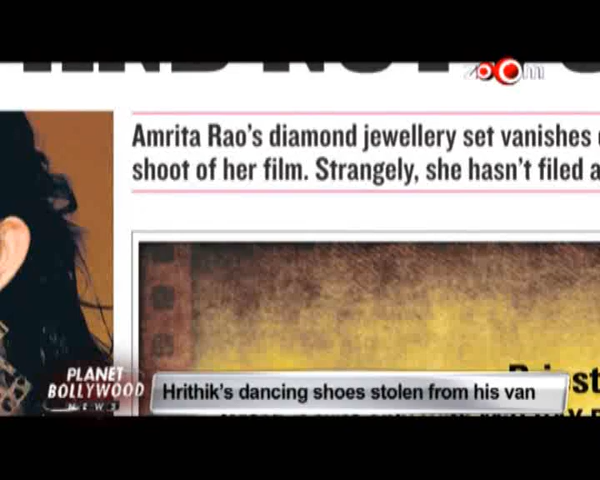 zoom
Amrita Rao's diamond jewellery set vanishes
shoot of her film. Strangely, she hasn't filed a
PLANET
BOLLYWOOD
NEWS
Hrithik's dancing shoes stolen from his van